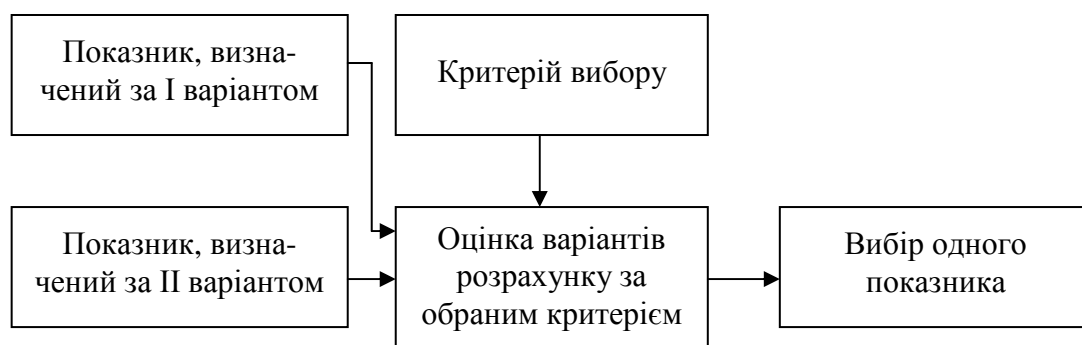 Показник, визна-
чений за І варіантом
Критерій вибору
Показник, визна-
чений за ІІ варіантом
Оцінка варіантів
розрахунку за
обраним критерієм
Вибір одного
показника